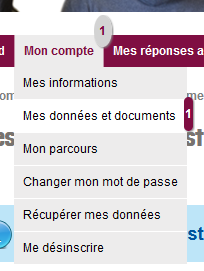 1
Mon compte
Mes réponses a
Mes informations
Mes données et documents
1
Mon parcours
Changer mon mot de passe
Récupérer mes données
Me désinscrire